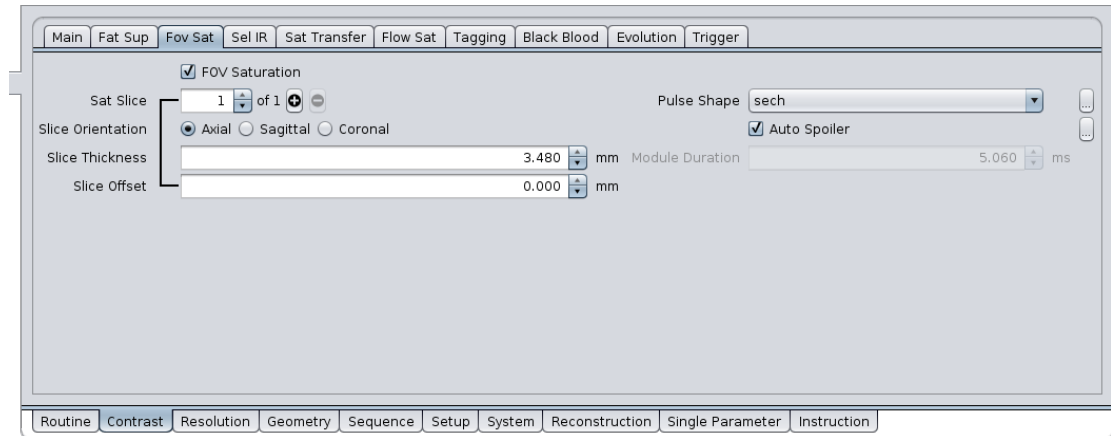 Main Fat Sup Fov Sat Sel IR Sat Transfer Flow Sat Tagging Black Blood Evolution Trigger
FOV Saturation
Sat Slice 1 of 1 Pulse Shape sech ...
Slice Orientation Axial Sagittal Coronal Auto Spoiler ...
Slice Thickness 3.480 mm Module Duration 5.060 ms
Slice Offset 0.000 mm
Routine Contrast Resolution Geometry Sequence Setup System Reconstruction Single Parameter Instruction